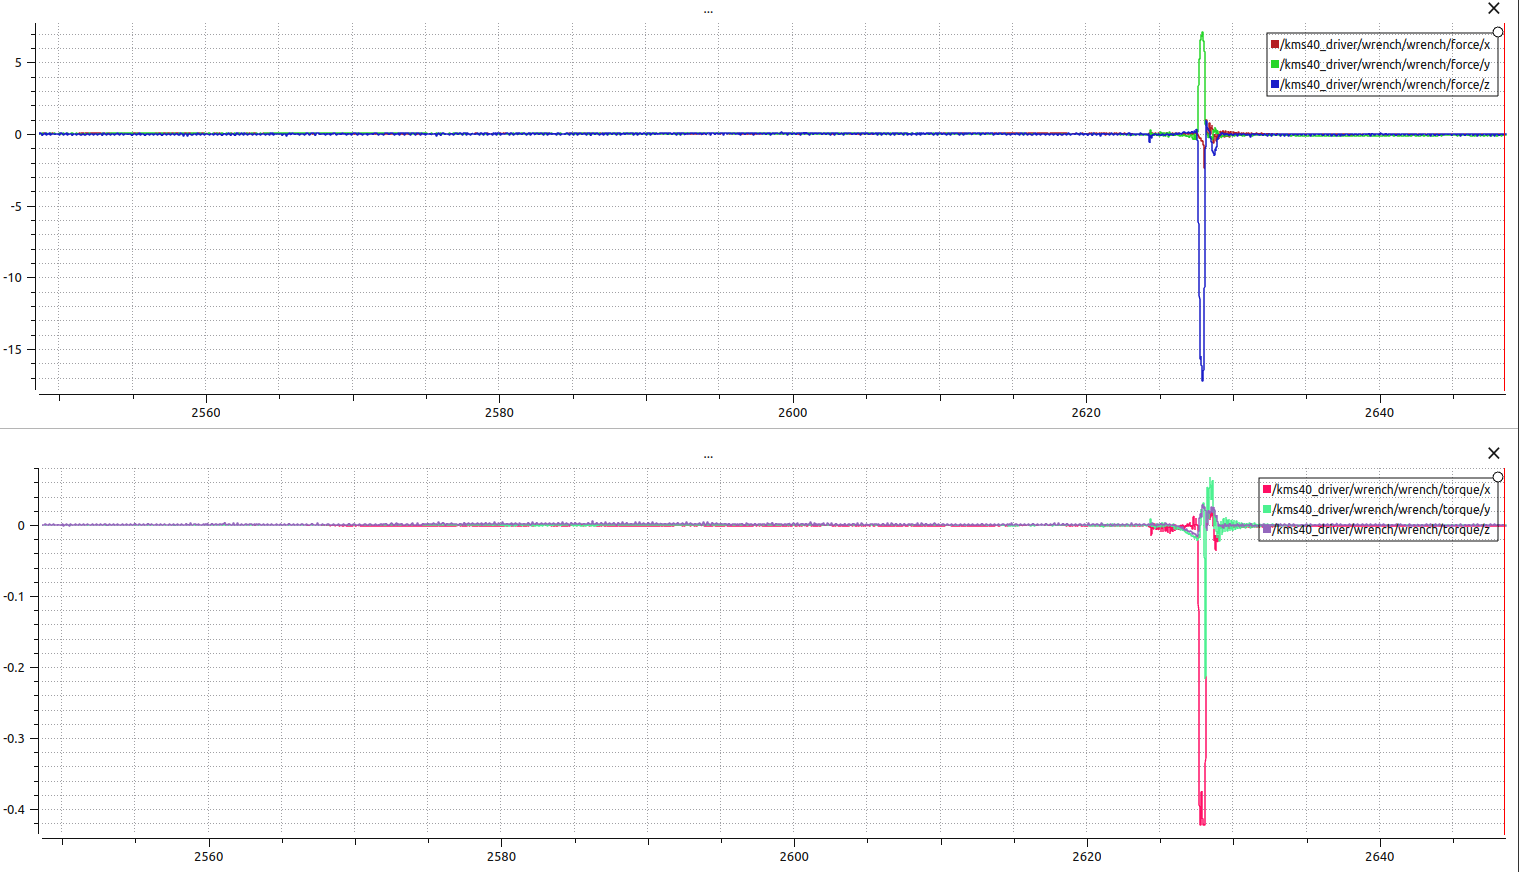 ...
/kms40_driver/wrench/wrench/force/x
/kms40_driver/wrench/wrench/force/y
/kms40_driver/wrench/wrench/force/z
5
0
-5
-10
-15
2560 2580 2600 2620 2640
...
/kms40_driver/wrench/wrench/torque/x
/kms40_driver/wrench/wrench/torque/y
/kms40_driver/wrench/wrench/torque/z
0
-0.1
-0.2
-0.3
-0.4
2560 2580 2600 2620 2640